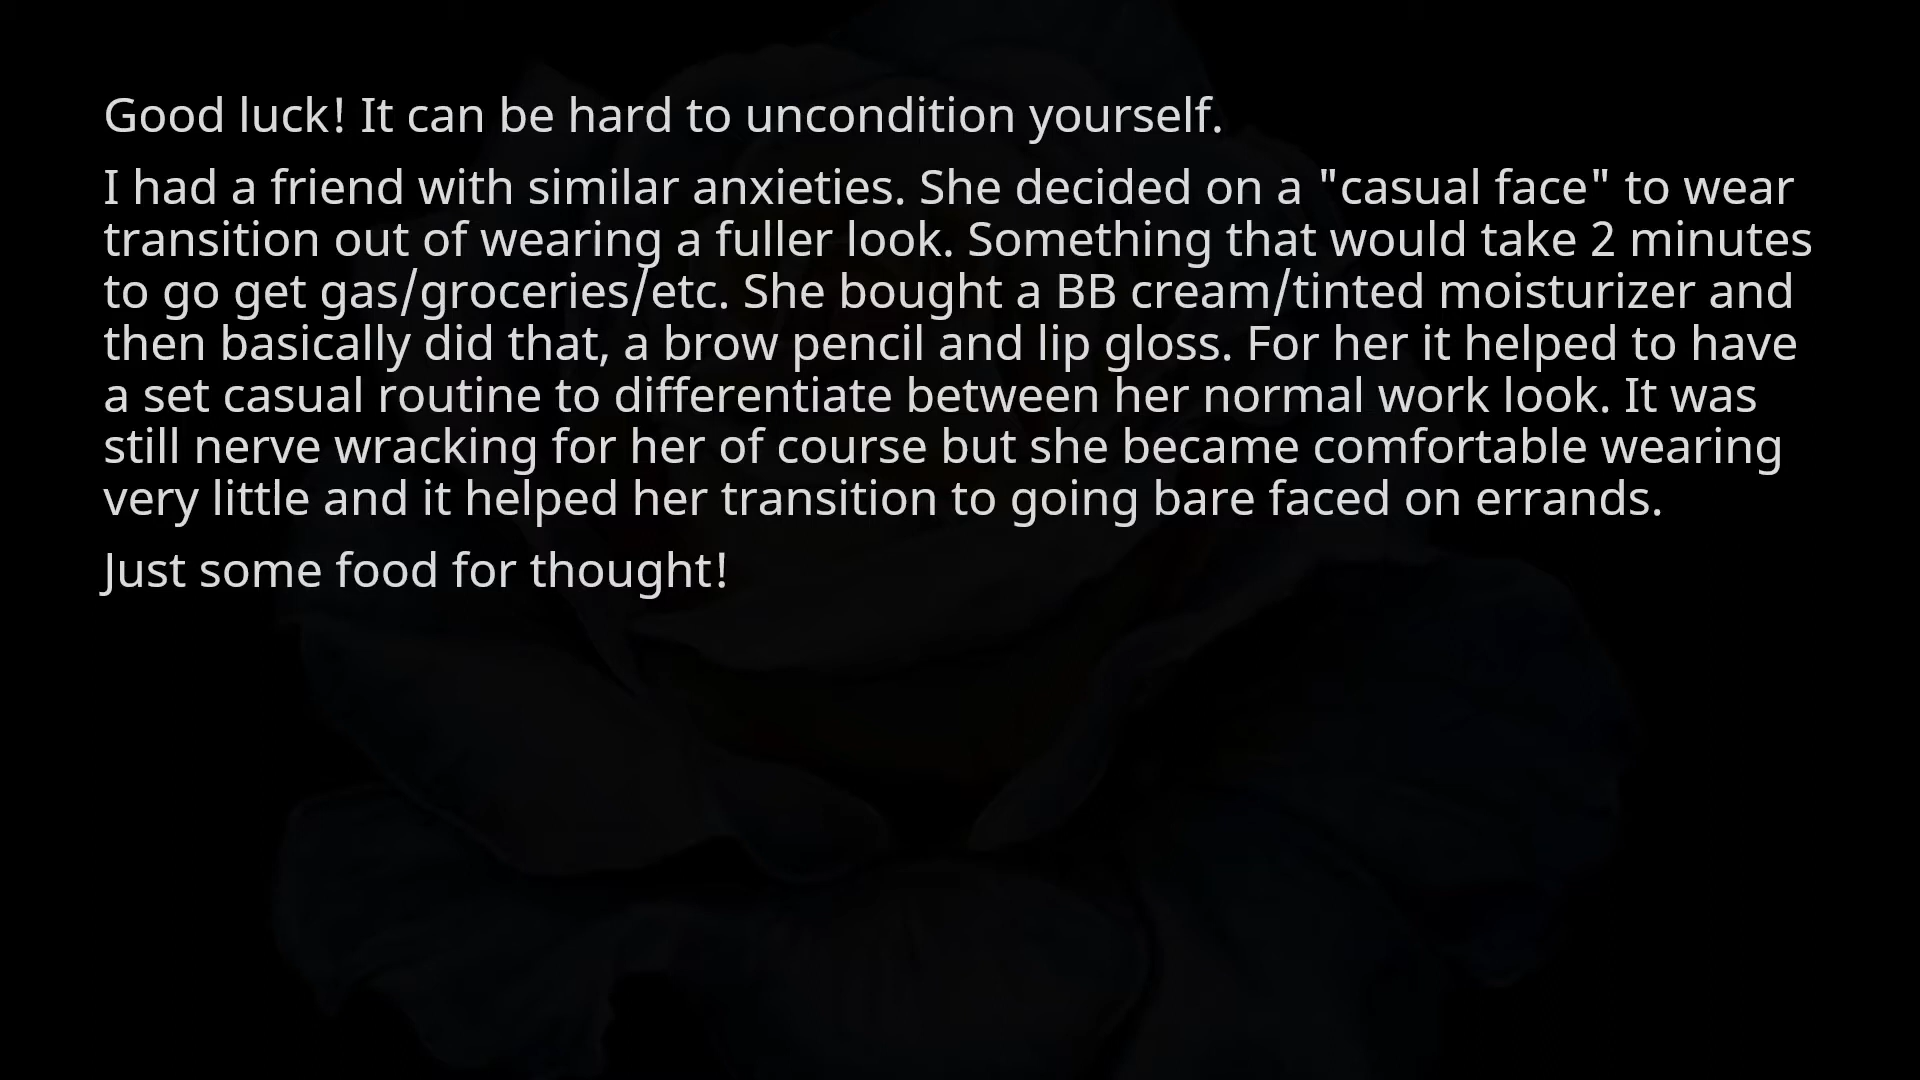 Good luck! It can be hard to uncondition yourself.
I had a friend with similar anxieties. She decided on a "casual face" to wear
transition out of wearing a fuller look. Something that would take 2 minutes
to go get gas/groceries/etc. She bought a BB cream/tinted moisturizer and
then basically did that, a brow pencil and lip gloss. For her it helped to have
a set casual routine to differentiate between her normal work look. It was
still nerve wracking for her of course but she became comfortable wearing
very little and it helped her transition to going bare faced on errands.
Just some food for thought!